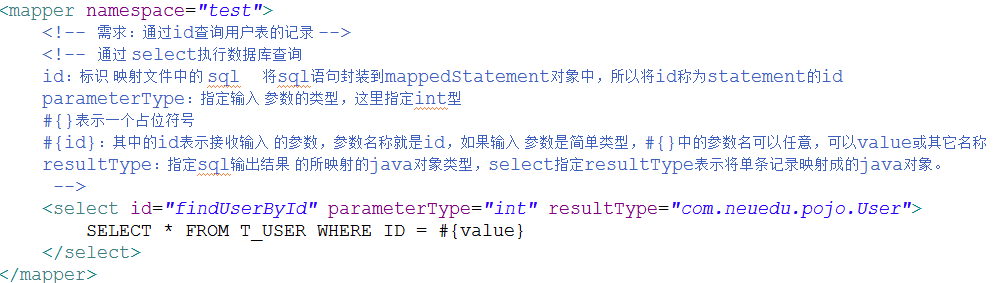 <mapper namespace="test">
<!-- 需求：通过id查询用户表的记录 -->
<!-- 通过 select执行数据库查询
id：标识 映射文件中的 sql 将sql语句封装到mappedStatement对象中，所以将id称为statement的id
parameterType：指定输入 参数的类型，这里指定int型
#{}表示一个占位符号
#{id}：其中的id表示接收输入 的参数，参数名称就是id，如果输入 参数是简单类型，#{}中的参数名可以任意，可以value或其它名称
resultType：指定sql输出结果 的所映射的java对象类型，select指定resultType表示将单条记录映射成的java对象。
-->
<select id="findUserById" parameterType="int" resultType="com.neuedu.pojo.User">
SELECT * FROM T_USER WHERE ID = #{value}
</select>
</mapper>